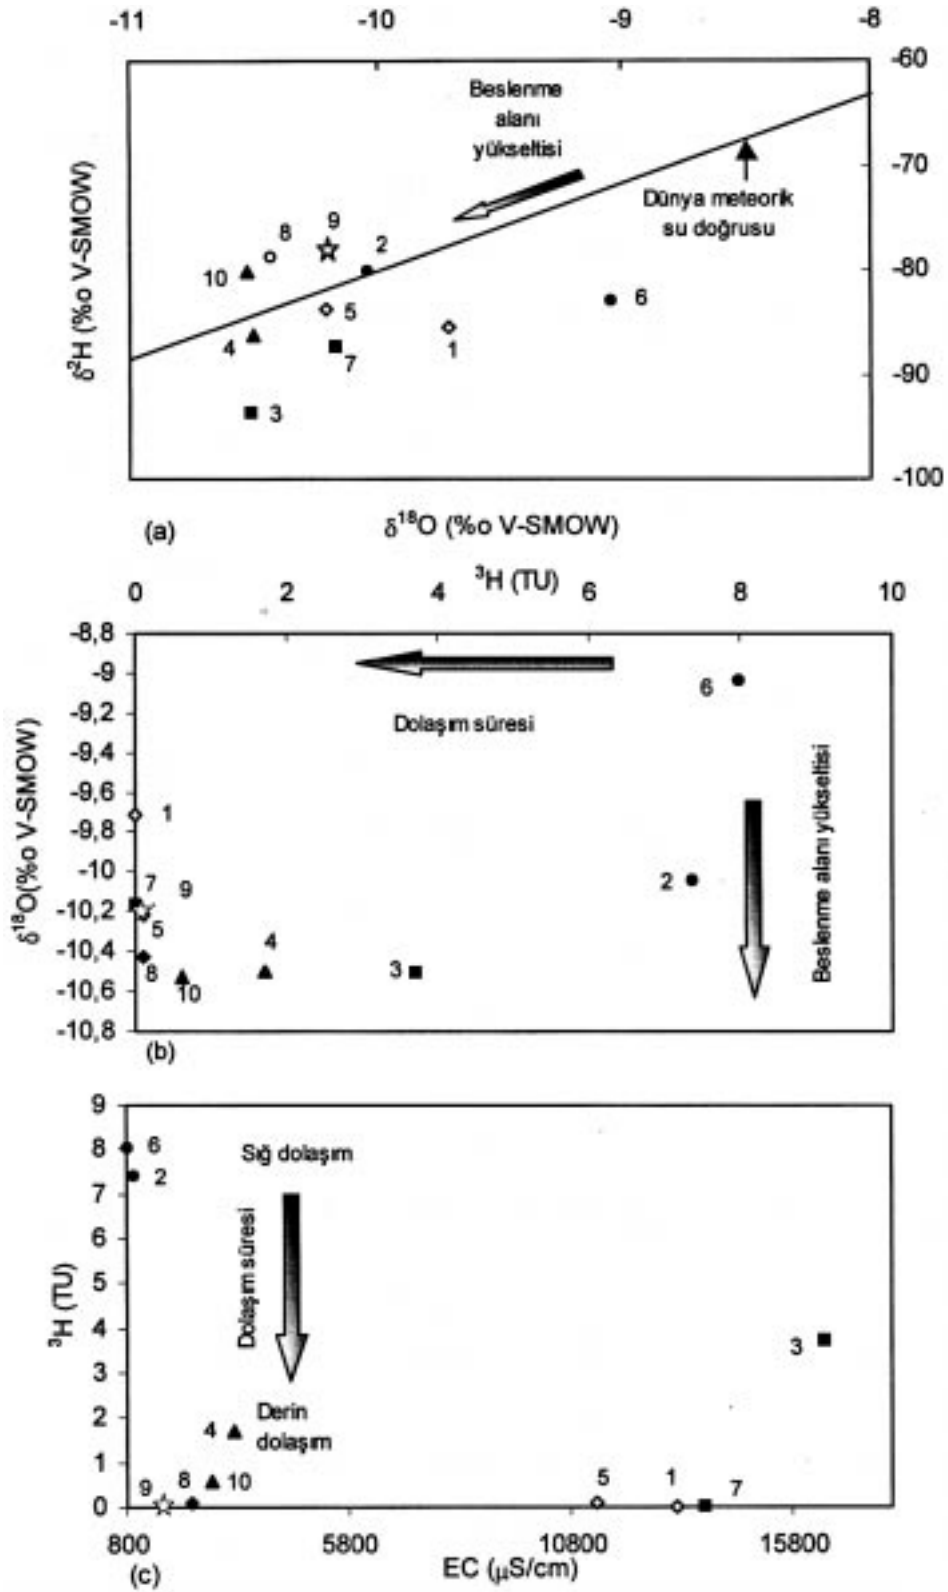 -11 -10 -9 -8
-60
Beslenme
alanı
yükseltisi
-70
Dünya meteorik
su doğrusu
δ²H (%o V-SMOW)
8 9 2
10
-80
5 6
4 7 1
-90
3
-100
(a) δ¹⁸O (%o V-SMOW)
³H (TU)
0 2 4 6 8 10
-8,8
-9
6
-9,2
Dolaşım süresi
-9,4
-9,6
1
-9,8
δ¹⁸O(%o V-SMOW)
Beslenme alanı yükseltisi
-10
7 9 2
-10,2
5
-10,4
4 3
8
10
-10,6
-10,8
(b)
9
8
6
Sığ dolaşım
2
7
6
Dolaşım süresi
5
³H (TU)
4
3
3
2
Derin
4
dolaşım
1
9 8 10 5 1 7
0
800 5800 10800 15800
(c) EC (µS/cm)